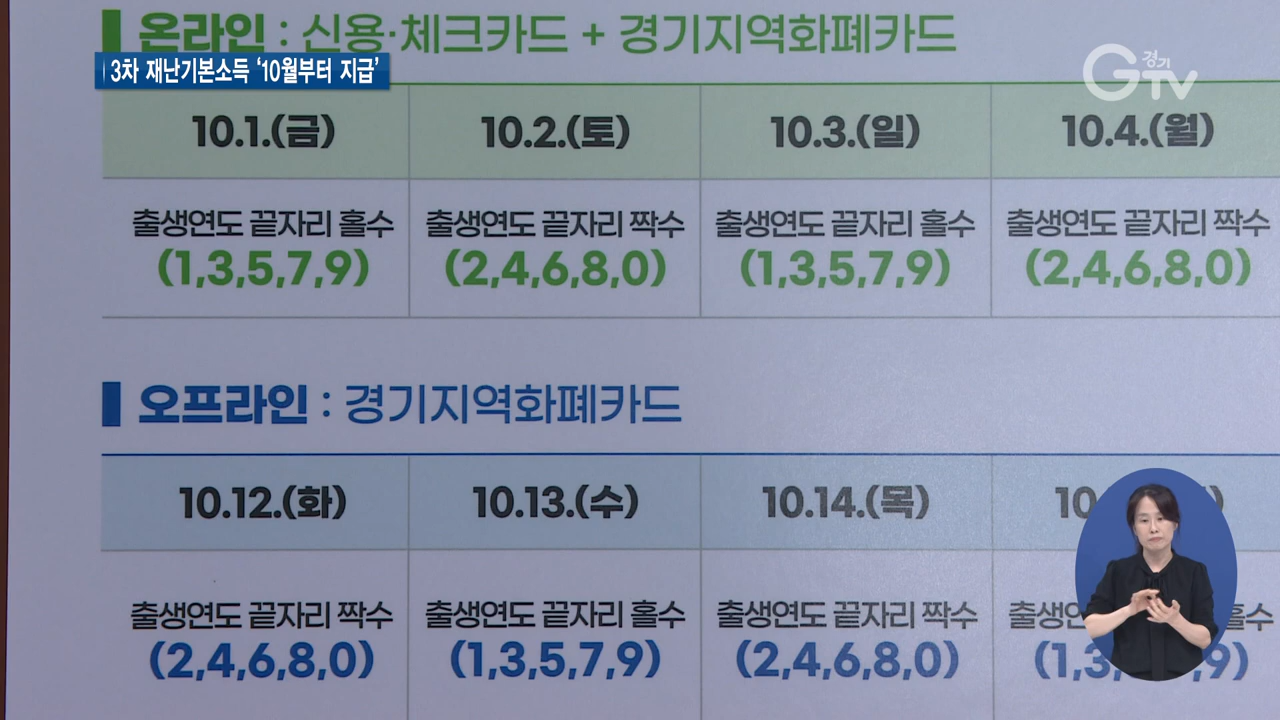 온라인 : 신용·체크카드 + 경기지역화폐카드
3차 재난기본소득 '10월부터 지급'
경기
GTV
10.1.(금) 10.2.(토) 10.3.(일) 10.4.(월)
출생연도 끝자리 홀수 출생연도 끝자리 짝수 출생연도 끝자리 홀수 출생연도 끝자리 짝수
(1,3,5,7,9) (2,4,6,8,0) (1,3,5,7,9) (2,4,6,8,0)
오프라인 : 경기지역화폐카드
10.12.(화) 10.13.(수) 10.14.(목) 10.
출생연도 끝자리 짝수 출생연도 끝자리 홀수 출생연도 끝자리 짝수 출생 홀수
(2,4,6,8,0) (1,3,5,7,9) (2,4,6,8,0) (1,3 9)